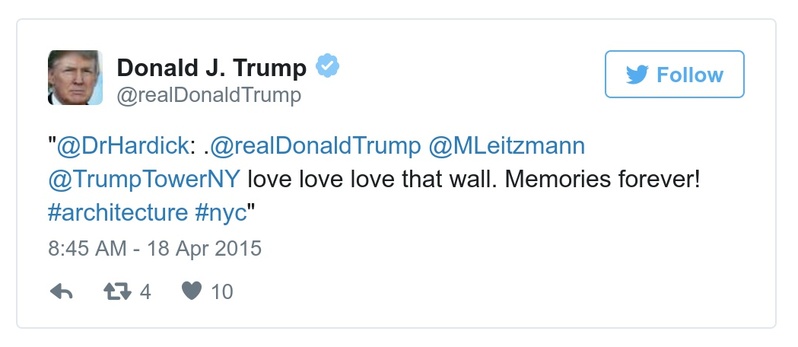 Donald J. Trump
@realDonaldTrump
Follow
"@DrHardick: .@realDonaldTrump @MLeitzmann
@TrumpTowerNY love love love that wall. Memories forever!
#architecture #nyc"
8:45 AM - 18 Apr 2015
4 10